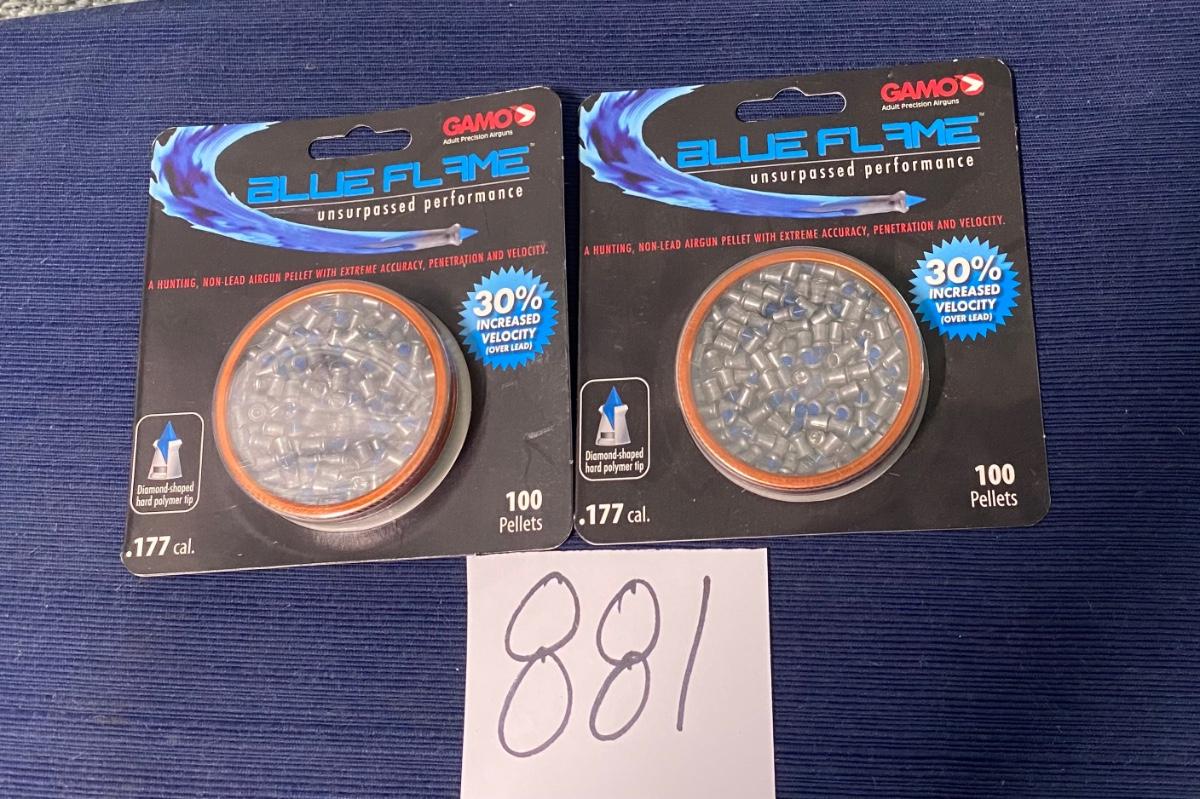 GAMO
Adult Precision Airguns
BLUE FLAME™
unsurpassed performance
A HUNTING, NON-LEAD AIRGUN PELLET WITH EXTREME ACCURACY, PENETRATION AND VELOCITY.
30%
INCREASED
VELOCITY
(OVER LEAD)
Diamond-shaped
hard polymer tip
100
Pellets
.177 cal.
GAMO
Adult Precision Airguns
BLUE FLAME™
unsurpassed performance
A HUNTING, NON-LEAD AIRGUN PELLET WITH EXTREME ACCURACY, PENETRATION AND VELOCITY.
30%
INCREASED
VELOCITY
(OVER LEAD)
Diamond-shaped
hard polymer tip
100
Pellets
.177 cal.
881